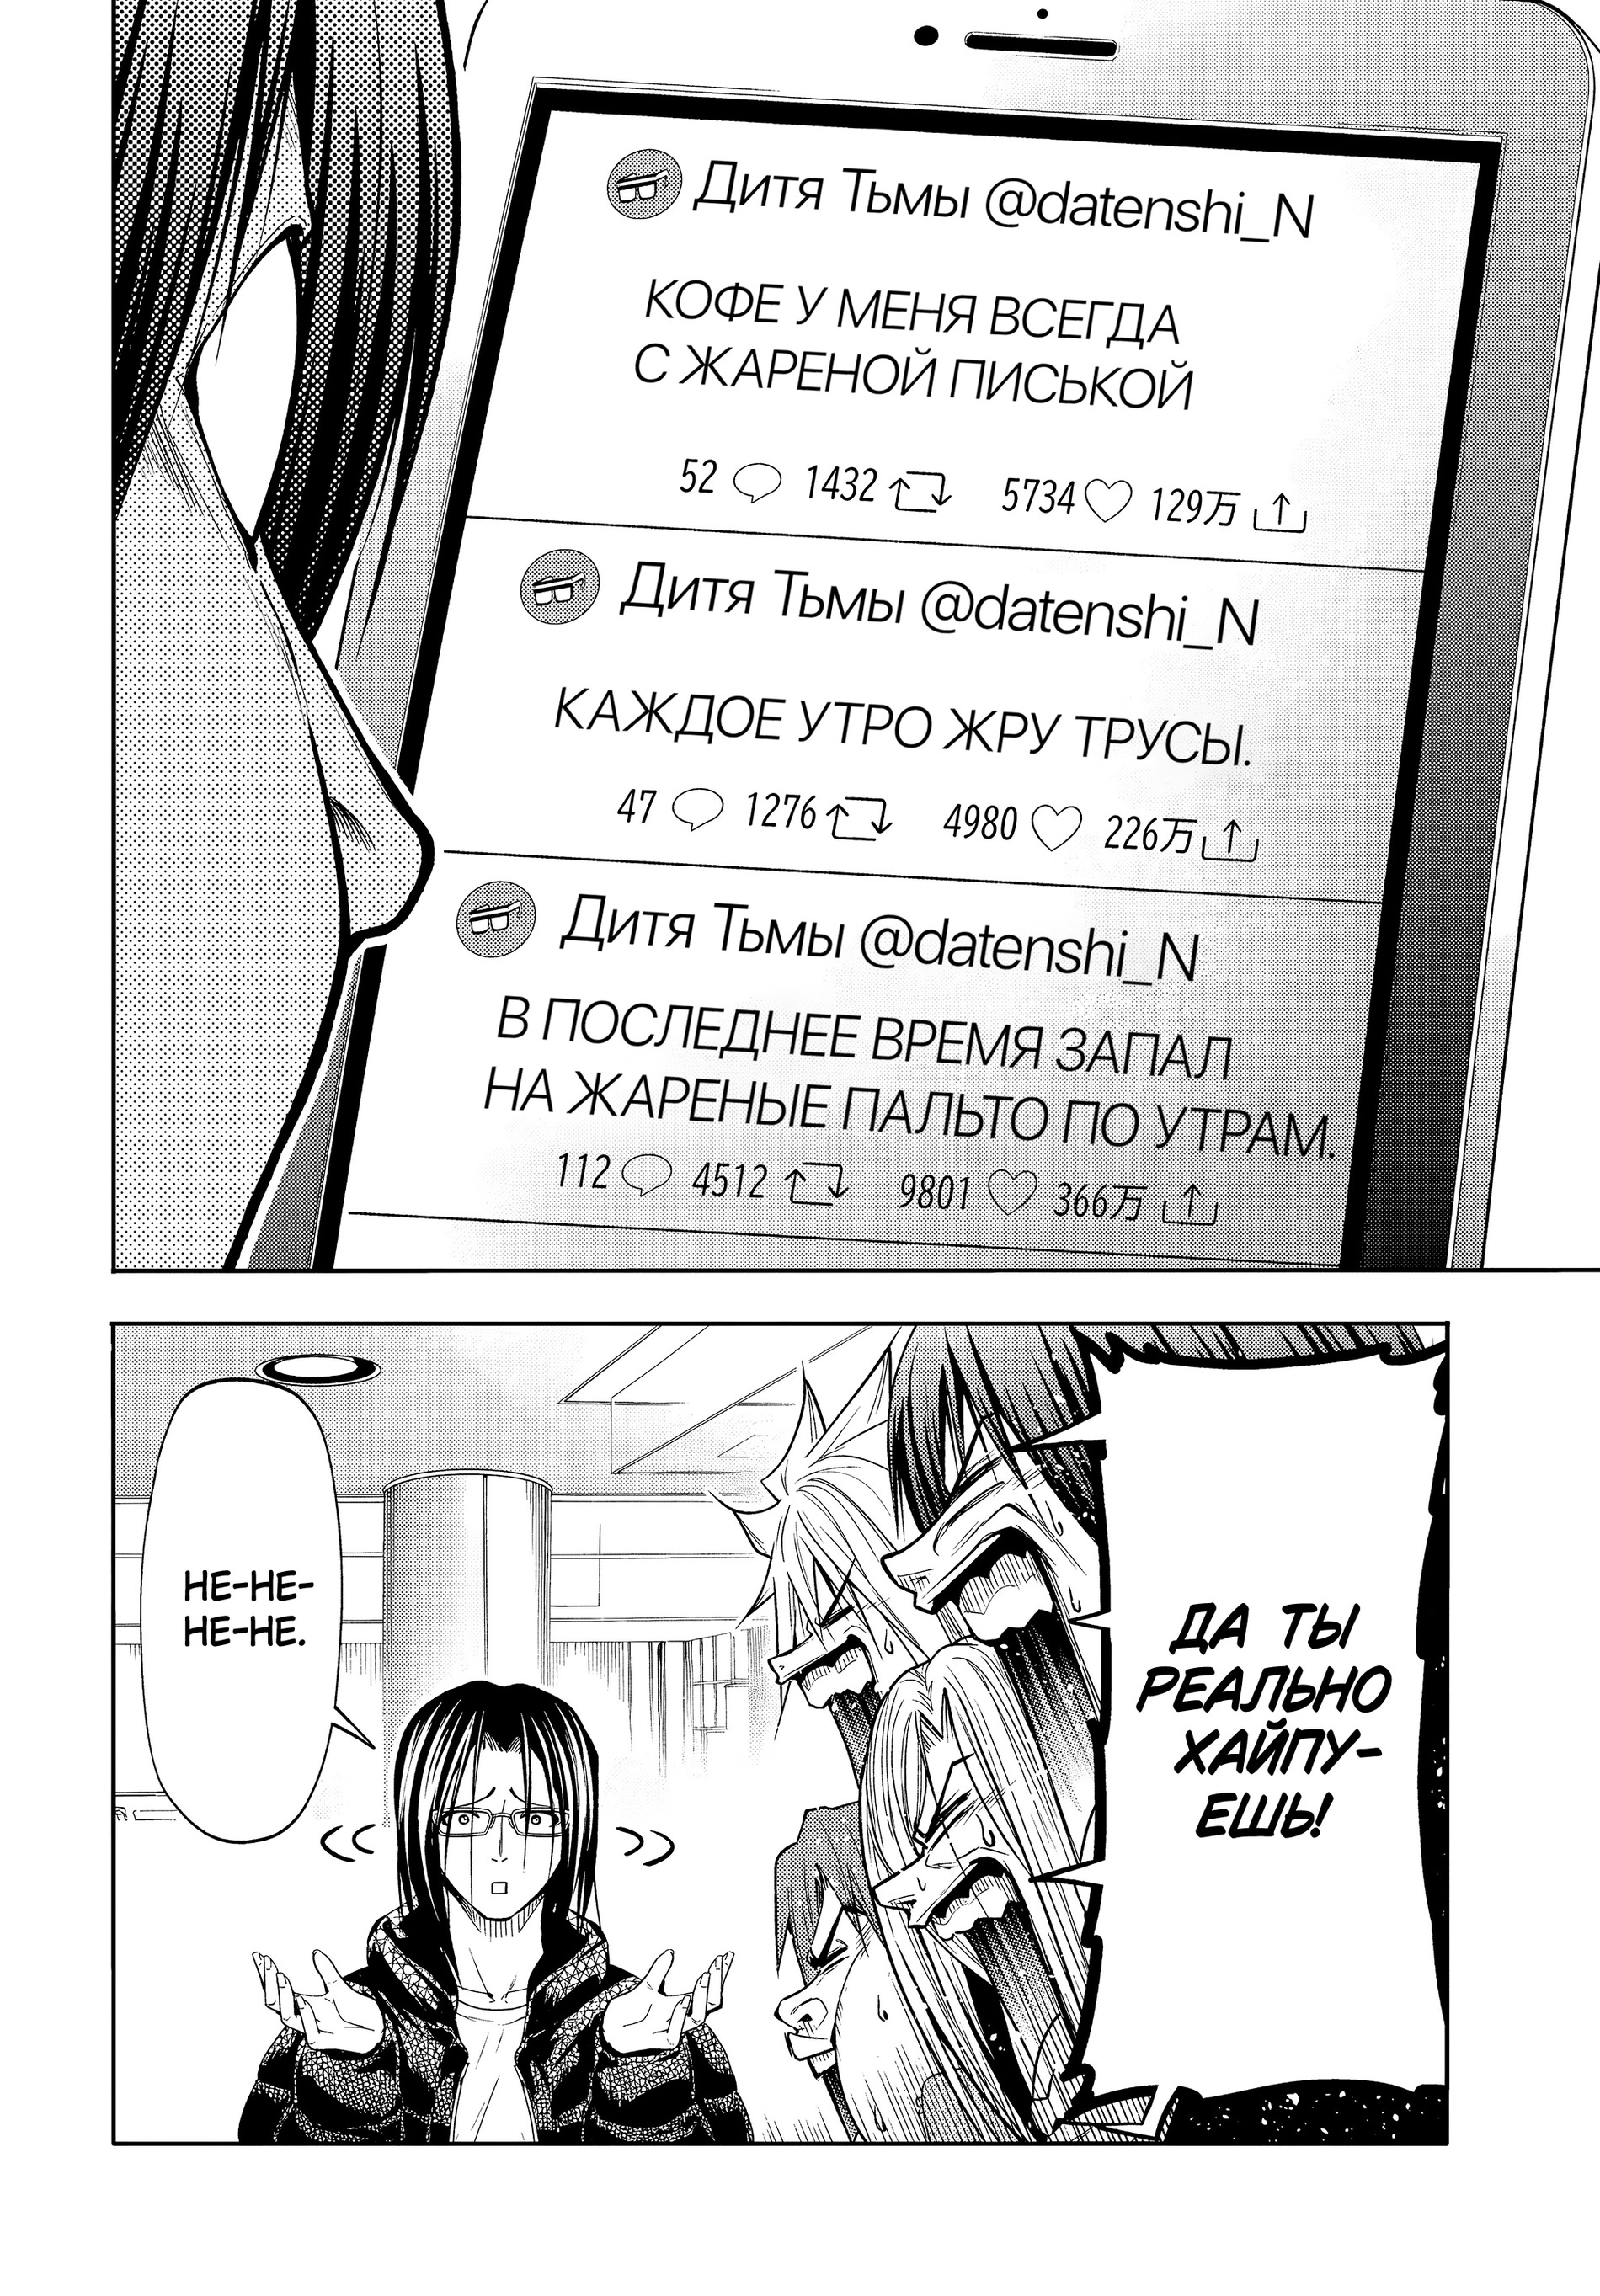 Дитя Тьмы @datenshi_N
КОФЕ У МЕНЯ ВСЕГДА
С ЖАРЕНОЙ ПИСЬКОЙ
52 1432 5734 129万
Дитя Тьмы @datenshi_N
КАЖДОЕ УТРО ЖРУ ТРУСЫ.
47 1276 4980 226万
Дитя Тьмы @datenshi_N
В ПОСЛЕДНЕЕ ВРЕМЯ ЗАПАЛ
НА ЖАРЕНЫЕ ПАЛЬТО ПО УТРАМ.
112 4512 9801 366万
ДА ТЫ
РЕАЛЬНО
ХАЙПУ-
ЕШЬ!
НЕ-НЕ-
НЕ-НЕ.